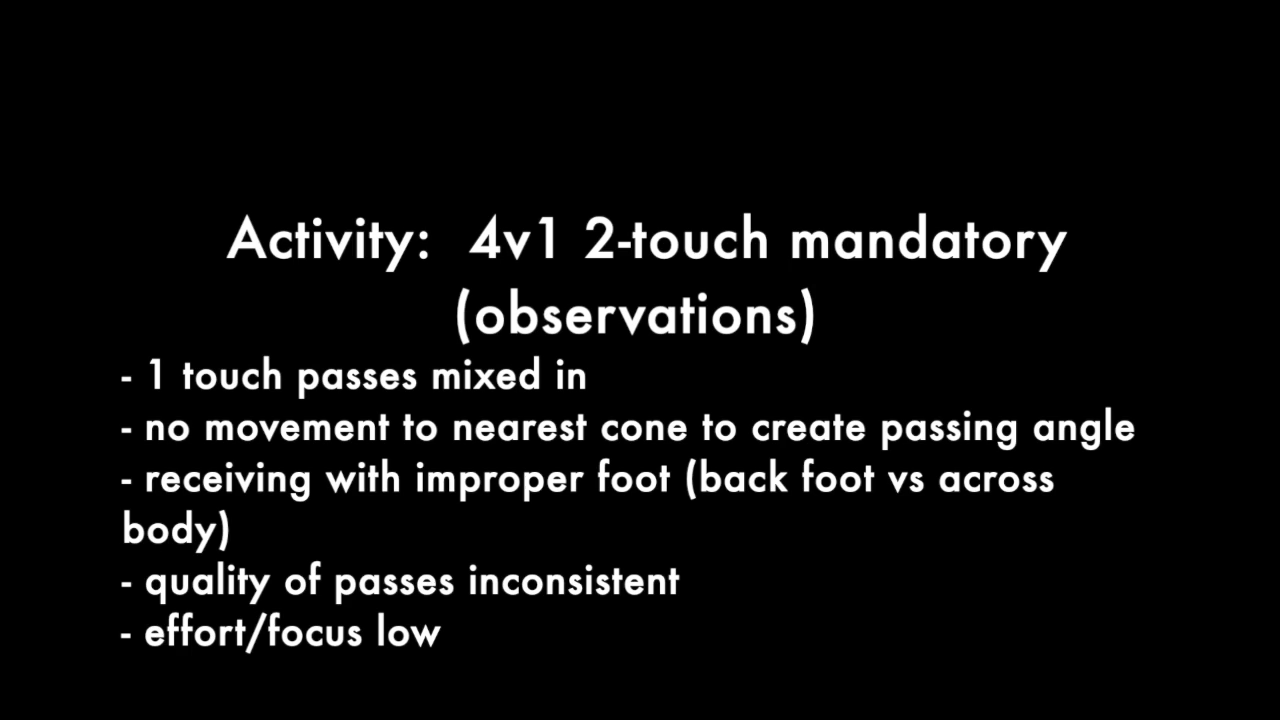 Activity:  4v1 2-touch mandatory
(observations)
- 1 touch passes mixed in
- no movement to nearest cone to create passing angle
- receiving with improper foot (back foot vs across
body)
- quality of passes inconsistent
- effort/focus low